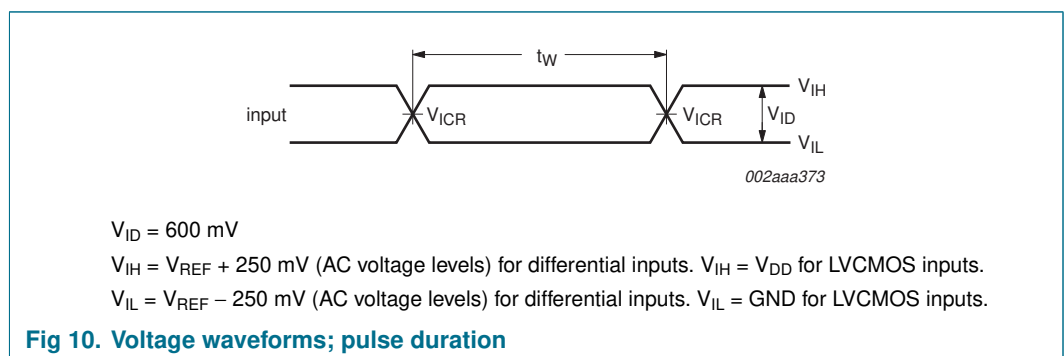 tW
VIH
input
VICR
VICR
VID
VIL
002aaa373
VID = 600 mV
VIH = VREF + 250 mV (AC voltage levels) for differential inputs. VIH = VDD for LVCMOS inputs.
VIL = VREF − 250 mV (AC voltage levels) for differential inputs. VIL = GND for LVCMOS inputs.
Fig 10. Voltage waveforms; pulse duration